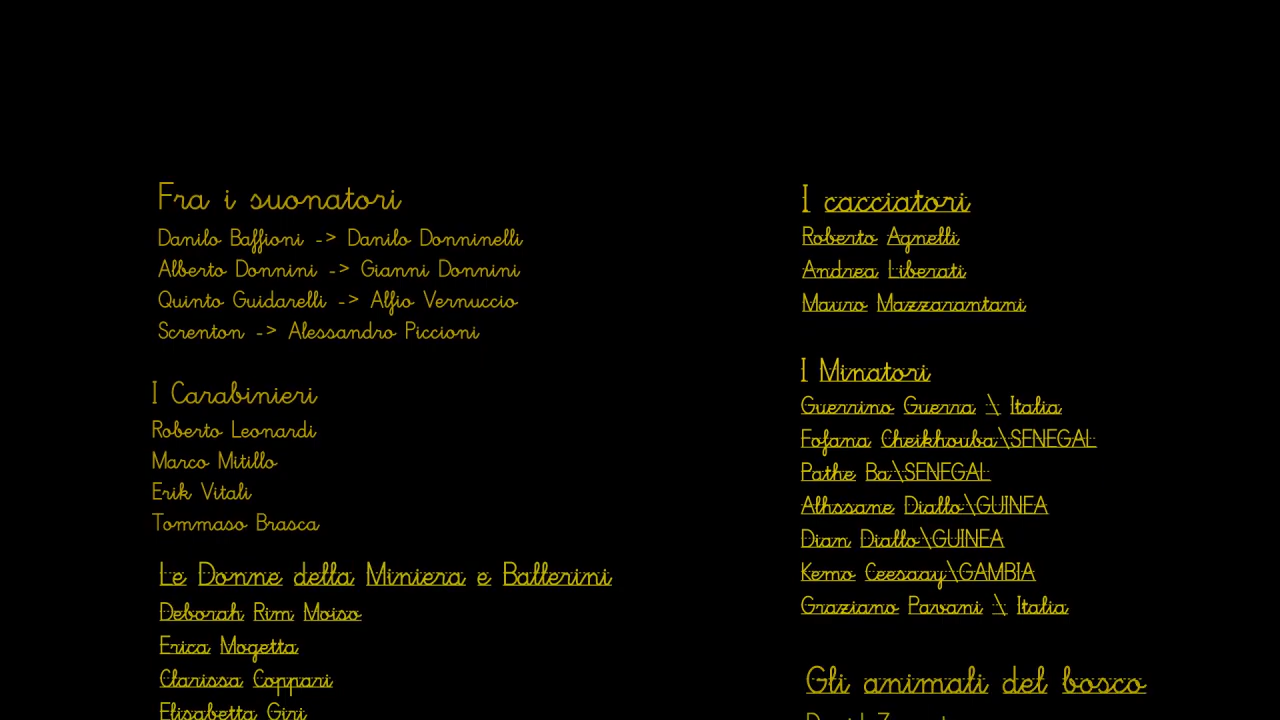 Fra i suonatori
Danilo Baffioni -> Danilo Donninelli
Alberto Donnini -> Gianni Donnini
Quinto Guidarelli -> Alfio Vernuccio
Screnton -> Alessandro Piccioni
I Carabinieri
Roberto Leonardi
Marco Mitillo
Erik Vitali
Tommaso Brasca
Le Donne della Miniera e Ballerini
Deborah Rim Moiso
Erica Mogetta
Clarissa Coppari
Elisabetta Giri
I cacciatori
Roberto Agnelli
Andrea Liberati
Mauro Mazzarantani
I Minatori
Guerrino Guerra \ Italia
Fofana Cheikhouba\SENEGAL
Pathe Ba\SENEGAL
Alhssane Diallo\GUINEA
Dian Diallo\GUINEA
Kemo Ceesaay\GAMBIA
Graziano Pavani \ Italia
Gli animali del bosco